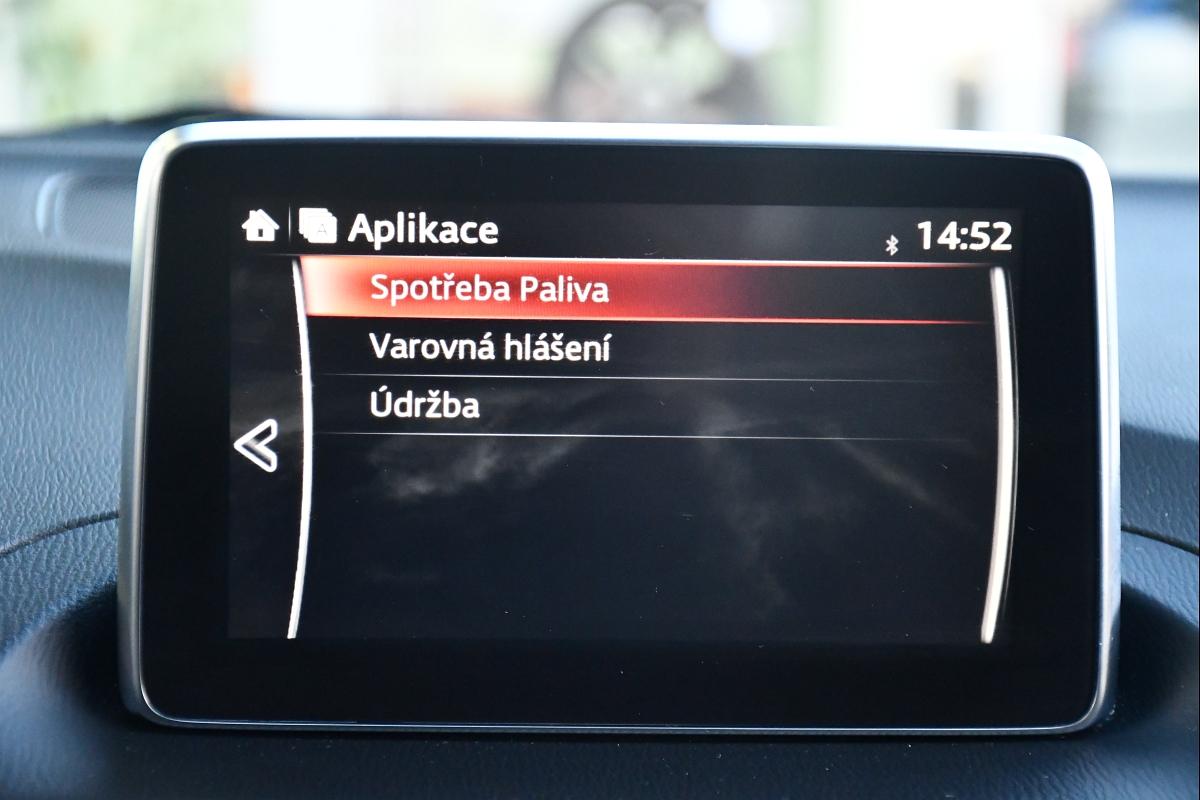 Aplikace
14:52
Spotřeba Paliva
Varovná hlášení
Údržba